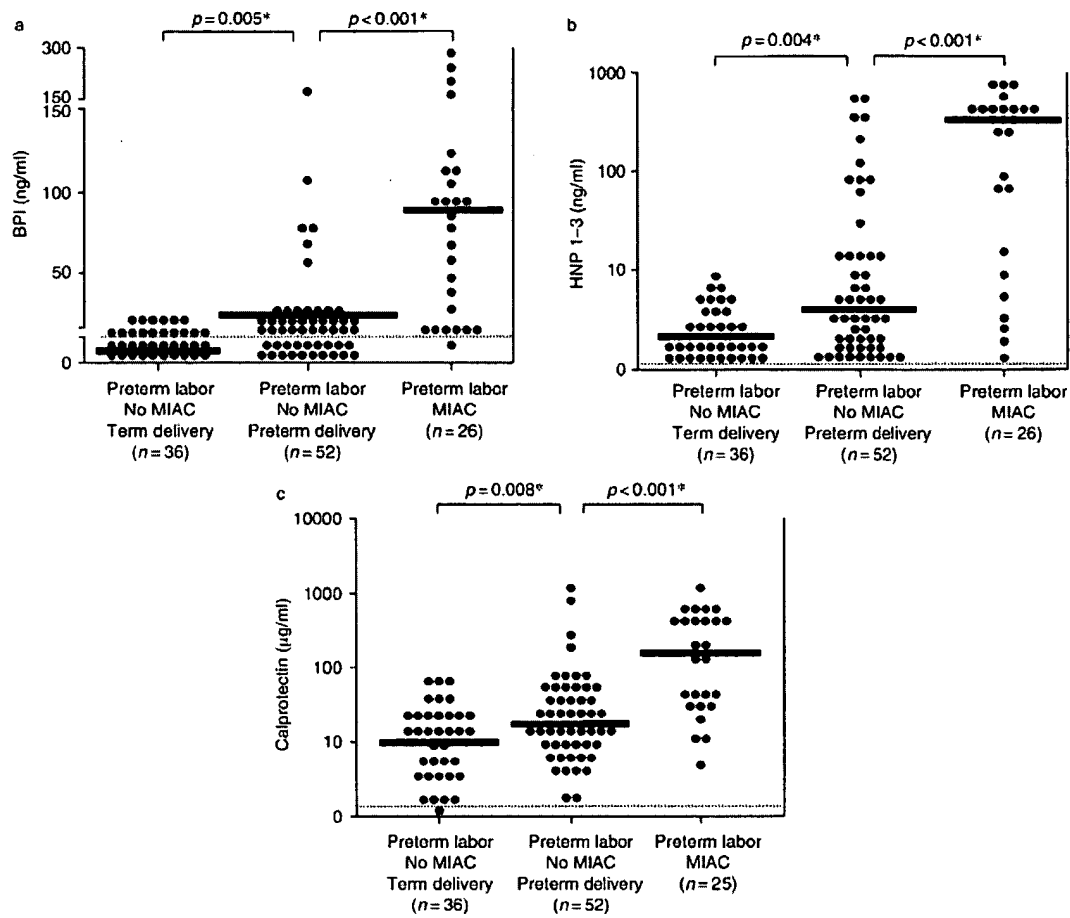 a
p=0.005*
p<0.001*
300
150
150
100
50
0
BPI (ng/ml)
Preterm labor
No MIAC
Term delivery
(n=36)
Preterm labor
No MIAC
Preterm delivery
(n=52)
Preterm labor
MIAC
(n=26)
b
p=0.004*
p<0.001*
1000
100
10
0
HNP 1–3 (ng/ml)
Preterm labor
No MIAC
Term delivery
(n=36)
Preterm labor
No MIAC
Preterm delivery
(n=52)
Preterm labor
MIAC
(n=26)
c
p=0.008*
p<0.001*
10000
1000
100
10
0
Calprotectin (μg/ml)
Preterm labor
No MIAC
Term delivery
(n=36)
Preterm labor
No MIAC
Preterm delivery
(n=52)
Preterm labor
MIAC
(n=25)